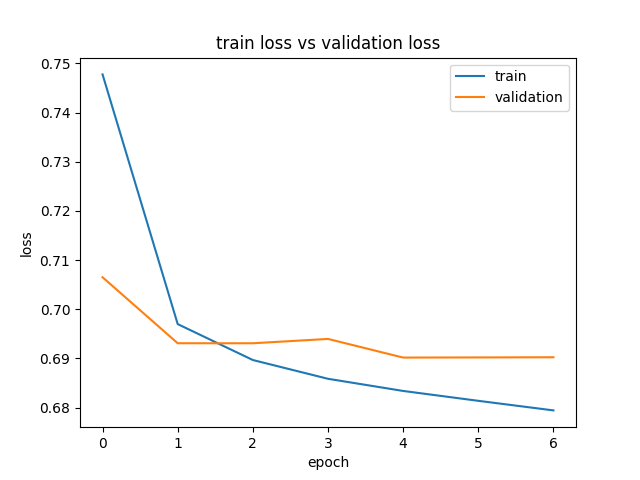 train loss vs validation loss
train
validation
0.75
0.74
0.73
0.72
0.71
0.70
0.69
0.68
loss
0 1 2 3 4 5 6
epoch